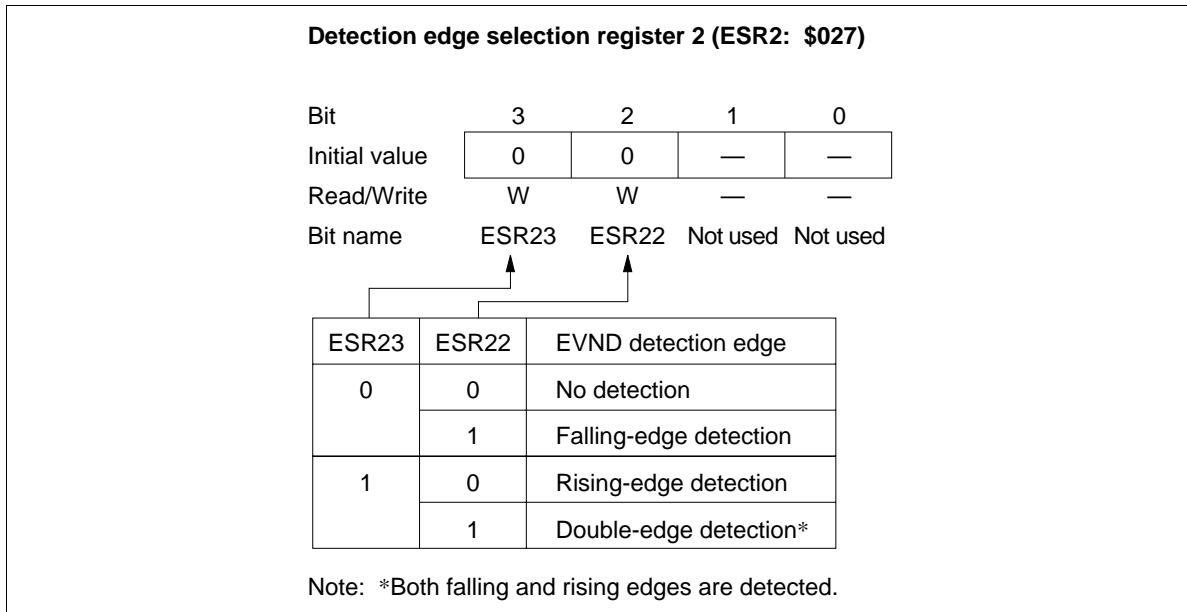 Detection edge selection register 2 (ESR2: $027)
Bit 3 2 1 0
Initial value 0 0 — —
Read/Write W W — —
Bit name ESR23 ESR22 Not used Not used
ESR23 ESR22 EVND detection edge
0 0 No detection
1 Falling-edge detection
1 0 Rising-edge detection
1 Double-edge detection*
Note: *Both falling and rising edges are detected.